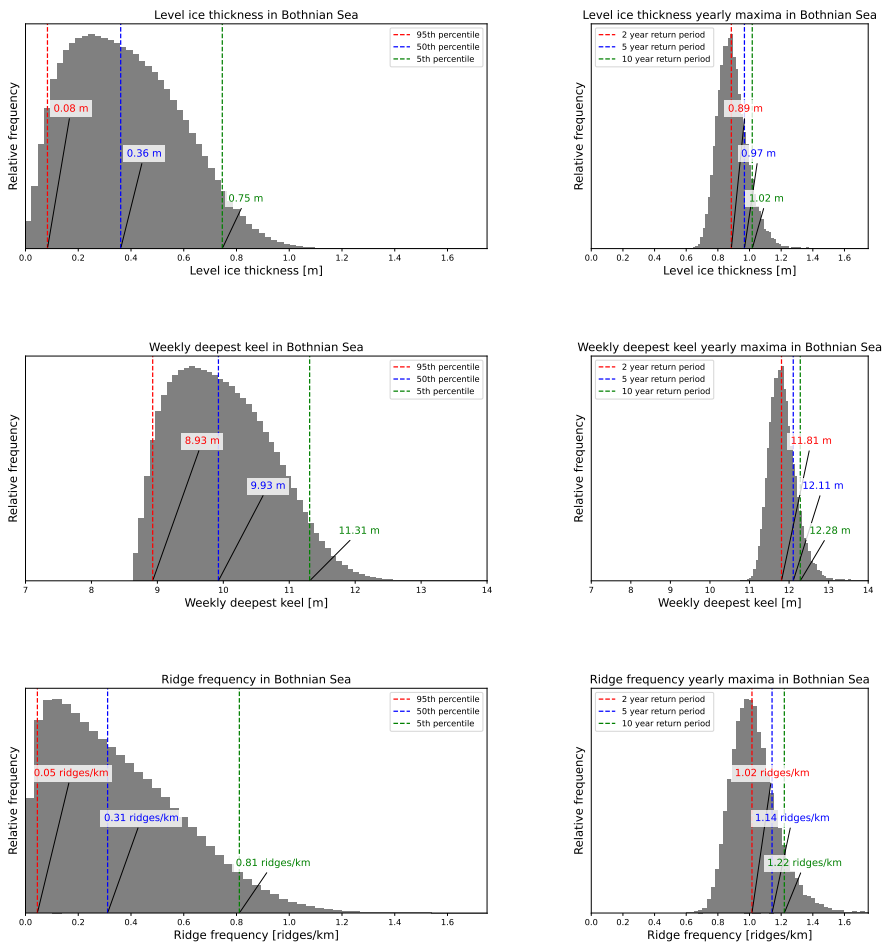 Level ice thickness in Bothnian Sea
Relative frequency
95th percentile
50th percentile
5th percentile
0.08 m
0.36 m
0.75 m
0.0 0.2 0.4 0.6 0.8 1.0 1.2 1.4 1.6
Level ice thickness [m]
Level ice thickness yearly maxima in Bothnian Sea
Relative frequency
2 year return period
5 year return period
10 year return period
0.89 m
0.97 m
1.02 m
0.0 0.2 0.4 0.6 0.8 1.0 1.2 1.4 1.6
Level ice thickness [m]
Weekly deepest keel in Bothnian Sea
Relative frequency
95th percentile
50th percentile
5th percentile
8.93 m
9.93 m
11.31 m
7 8 9 10 11 12 13 14
Weekly deepest keel [m]
Weekly deepest keel yearly maxima in Bothnian Sea
Relative frequency
2 year return period
5 year return period
10 year return period
11.81 m
12.11 m
12.28 m
7 8 9 10 11 12 13 14
Weekly deepest keel [m]
Ridge frequency in Bothnian Sea
Relative frequency
95th percentile
50th percentile
5th percentile
0.05 ridges/km
0.31 ridges/km
0.81 ridges/km
0.0 0.2 0.4 0.6 0.8 1.0 1.2 1.4 1.6
Ridge frequency [ridges/km]
Ridge frequency yearly maxima in Bothnian Sea
Relative frequency
2 year return period
5 year return period
10 year return period
1.02 ridges/km
1.14 ridges/km
1.22 ridges/km
0.0 0.2 0.4 0.6 0.8 1.0 1.2 1.4 1.6
Ridge frequency [ridges/km]